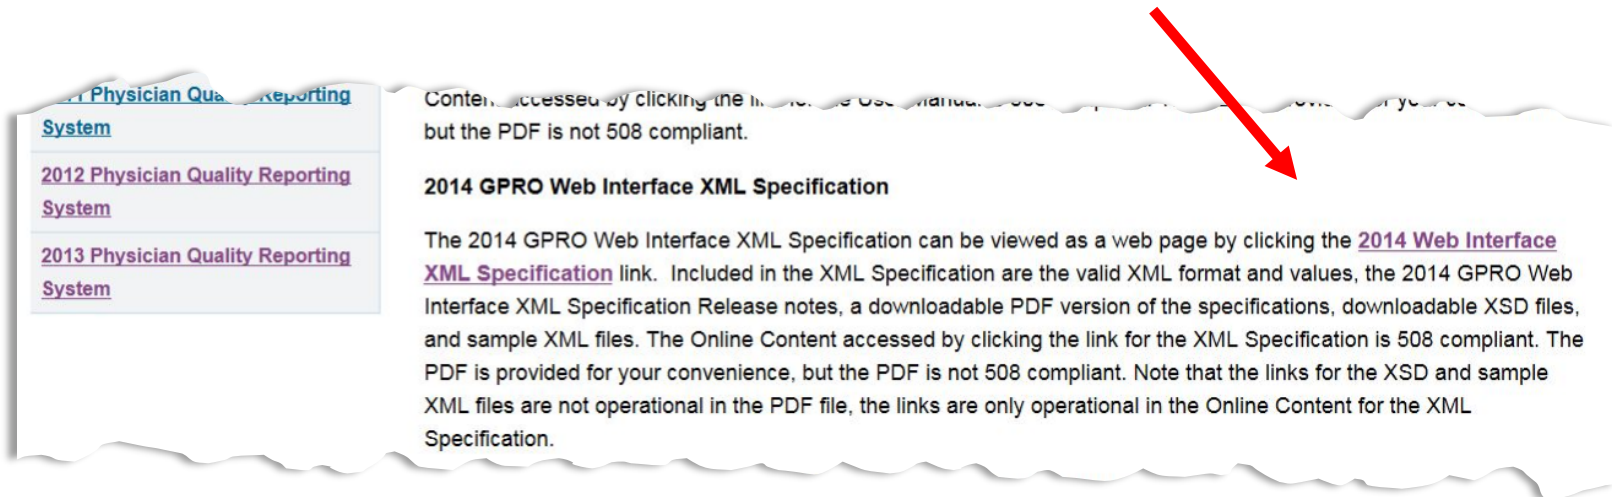 Physician Reporting
System
2012 Physician Quality Reporting
System
2013 Physician Quality Reporting
System
accessed by clicking the
but the PDF is not 508 compliant.
2014 GPRO Web Interface XML Specification
The 2014 GPRO Web Interface XML Specification can be viewed as a web page by clicking the 2014 Web Interface
XML Specification link. Included in the XML Specification are the valid XML format and values, the 2014 GPRO Web
Interface XML Specification Release notes, a downloadable PDF version of the specifications, downloadable XSD files,
and sample XML files. The Online Content accessed by clicking the link for the XML Specification is 508 compliant. The
PDF is provided for your convenience, but the PDF is not 508 compliant. Note that the links for the XSD and sample
XML files are not operational in the PDF file, the links are only operational in the Online Content for the XML
Specification.